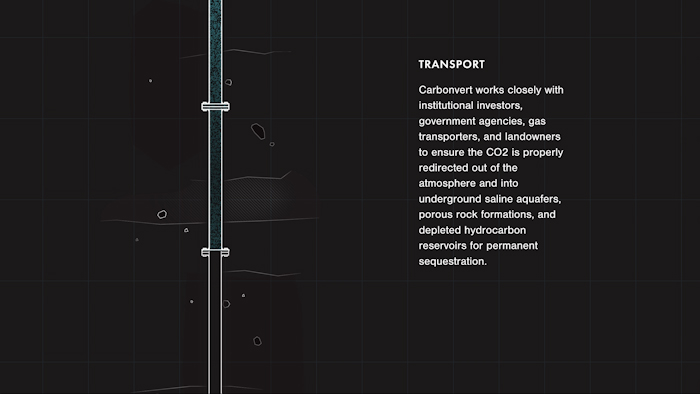 TRANSPORT
Carbonvert works closely with
institutional investors,
government agencies, gas
transporters, and landowners
to ensure the CO2 is properly
redirected out of the
atmosphere and into
underground saline aquafers,
porous rock formations, and
depleted hydrocarbon
reservoirs for permanent
sequestration.